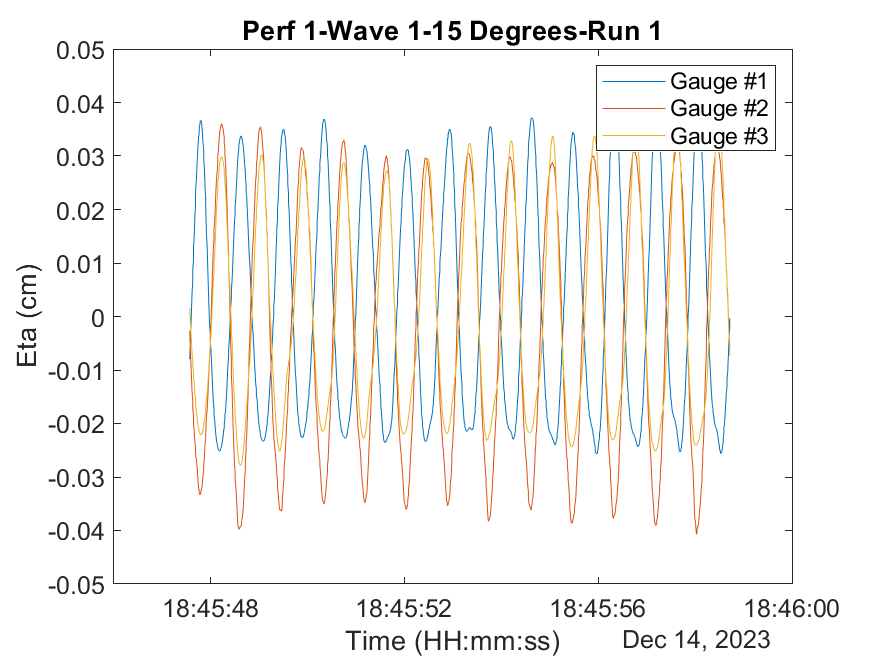 Perf 1-Wave 1-15 Degrees-Run 1
0.05
0.04
0.03
0.02
0.01
0
-0.01
-0.02
-0.03
-0.04
-0.05
Eta (cm)
Gauge #1
Gauge #2
Gauge #3
18:45:48 18:45:52 18:45:56 18:46:00
Time (HH:mm:ss)
Dec 14, 2023